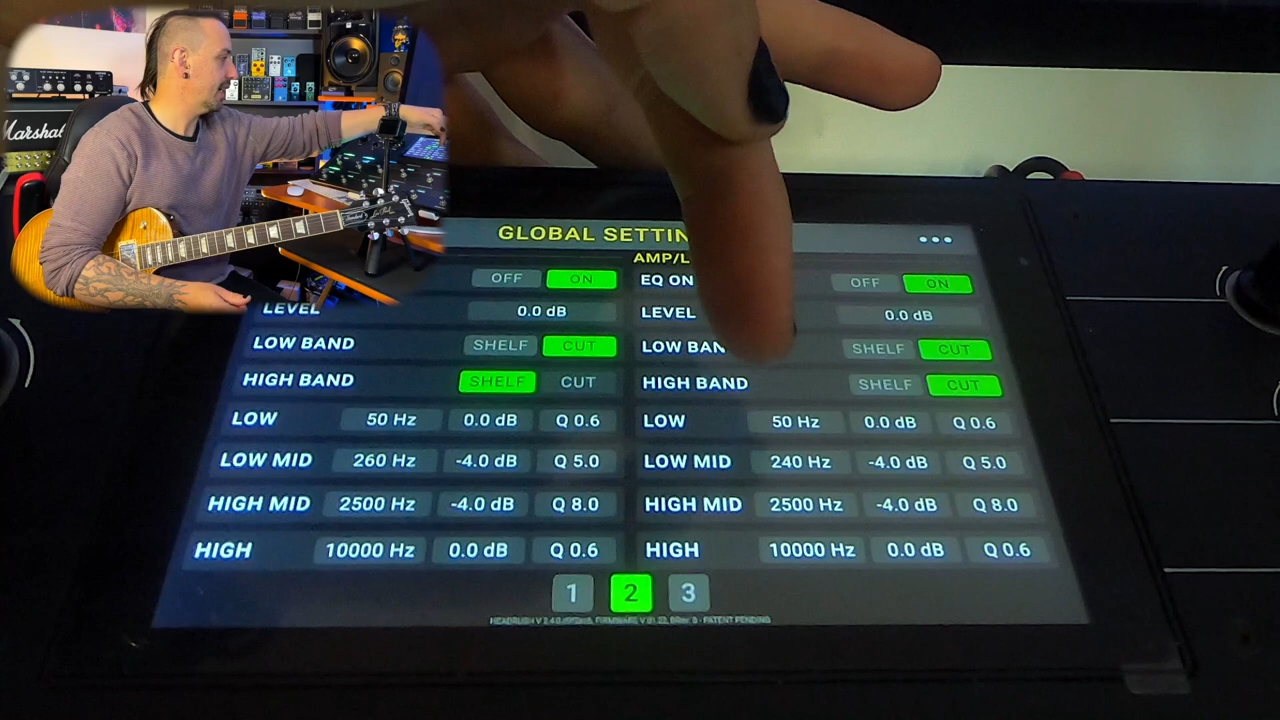 Marshal
GLOBAL SETTIN
AMP/L
OFF ON
EQ ON OFF ON
LEVEL 0.0 dB
LEVEL 0.0 dB
LOW BAND SHELF CUT
LOW BAN SHELF CUT
HIGH BAND SHELF CUT
HIGH BAND SHELF CUT
LOW 50 Hz 0.0 dB Q 0.6
LOW 50 Hz 0.0 dB Q 0.6
LOW MID 260 Hz -4.0 dB Q 5.0
LOW MID 240 Hz -4.0 dB Q 5.0
HIGH MID 2500 Hz -4.0 dB Q 8.0
HIGH MID 2500 Hz -4.0 dB Q 8.0
HIGH 10000 Hz 0.0 dB Q 0.6
HIGH 10000 Hz 0.0 dB Q 0.6
1 2 3